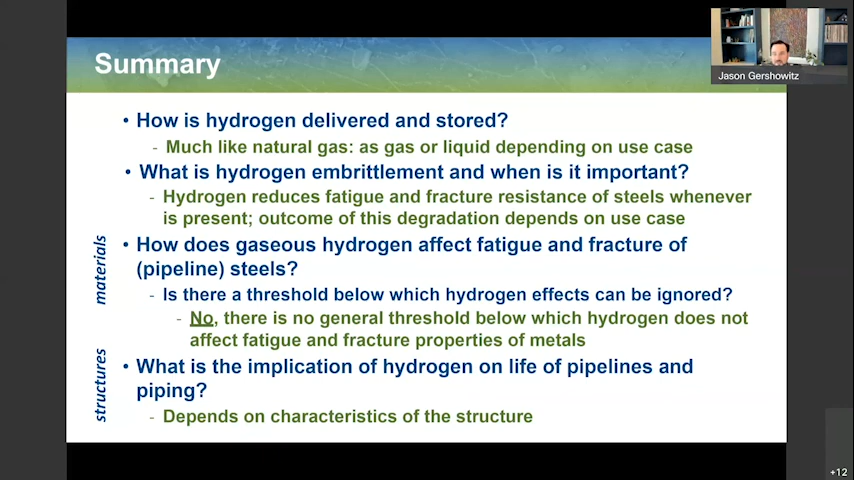 Summary
Jason Gershowitz
• How is hydrogen delivered and stored?
- Much like natural gas: as gas or liquid depending on use case
• What is hydrogen embrittlement and when is it important?
- Hydrogen reduces fatigue and fracture resistance of steels whenever
is present; outcome of this degradation depends on use case
materials
• How does gaseous hydrogen affect fatigue and fracture of
(pipeline) steels?
- Is there a threshold below which hydrogen effects can be ignored?
- No, there is no general threshold below which hydrogen does not
affect fatigue and fracture properties of metals
structures
• What is the implication of hydrogen on life of pipelines and
piping?
- Depends on characteristics of the structure
+12